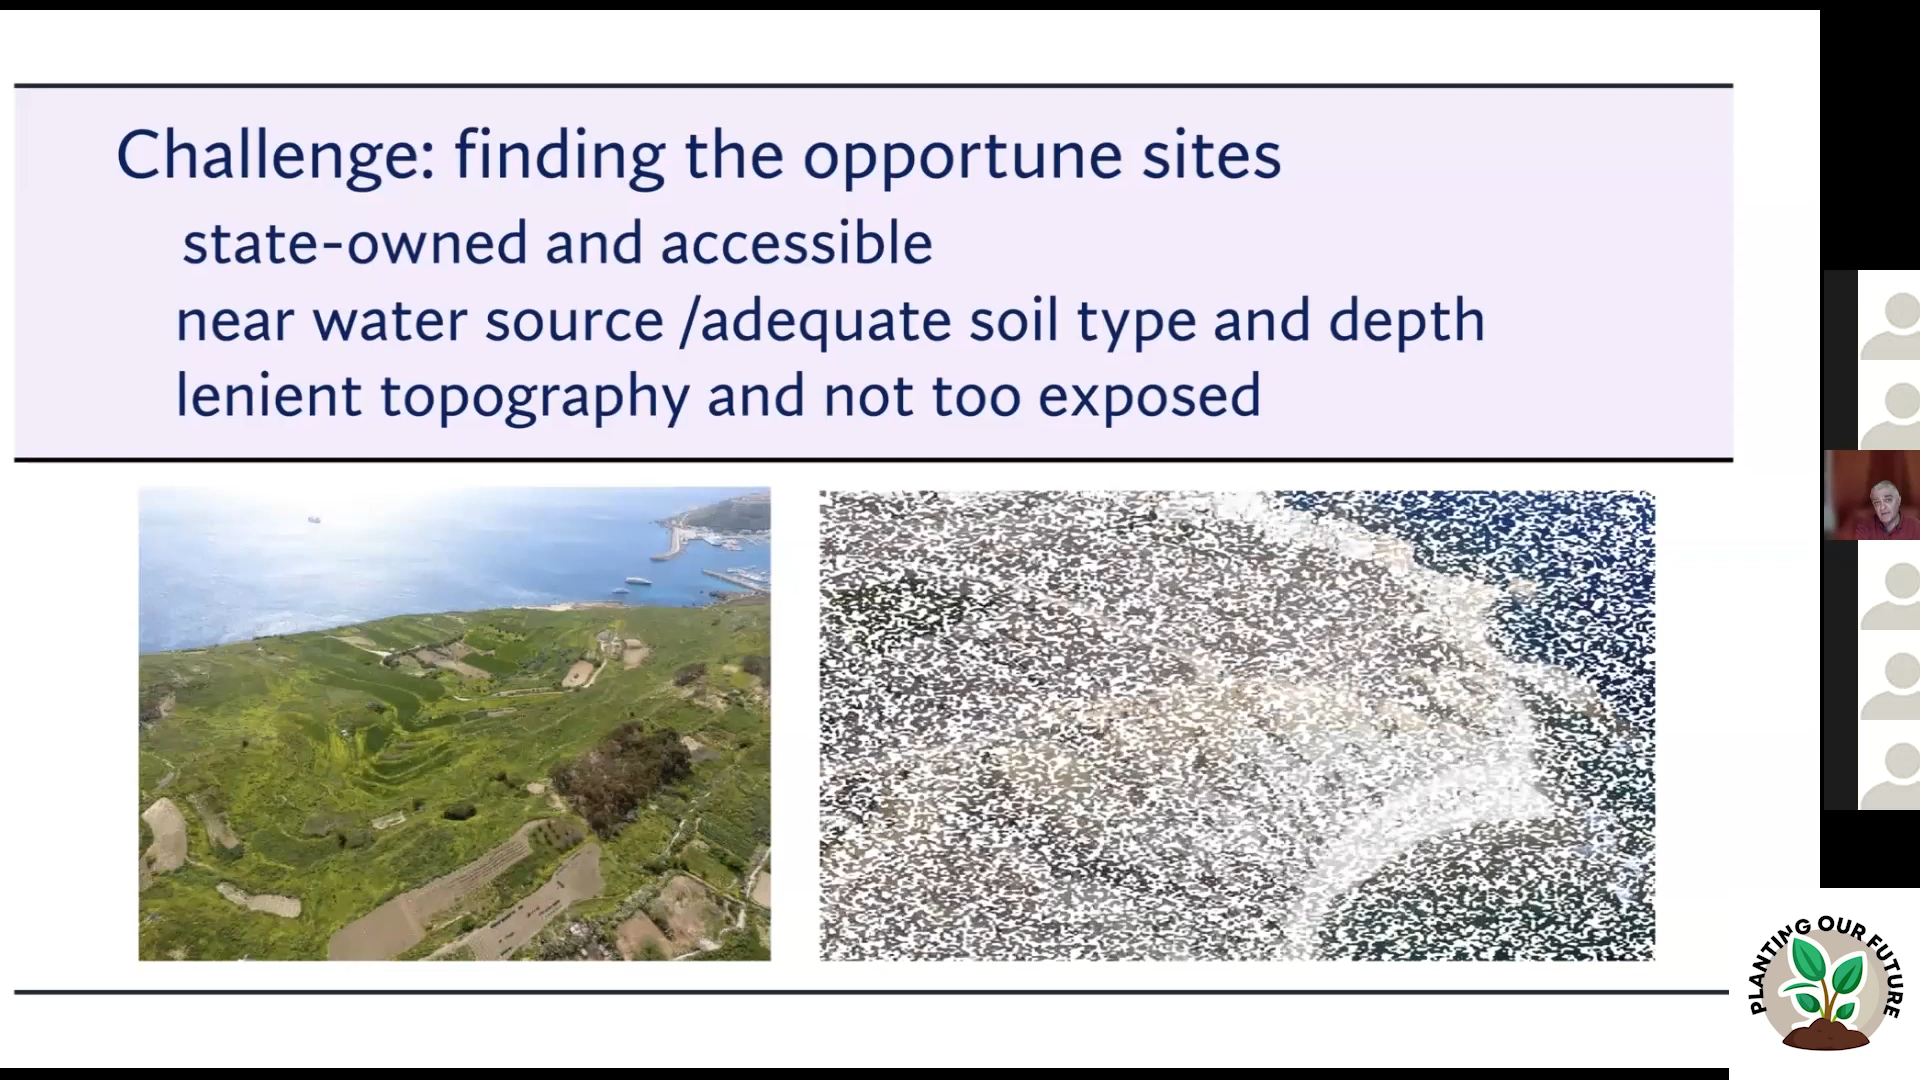 Challenge: finding the opportune sites
state-owned and accessible
near water source /adequate soil type and depth
lenient topography and not too exposed
PLANTING OUR FUTURE